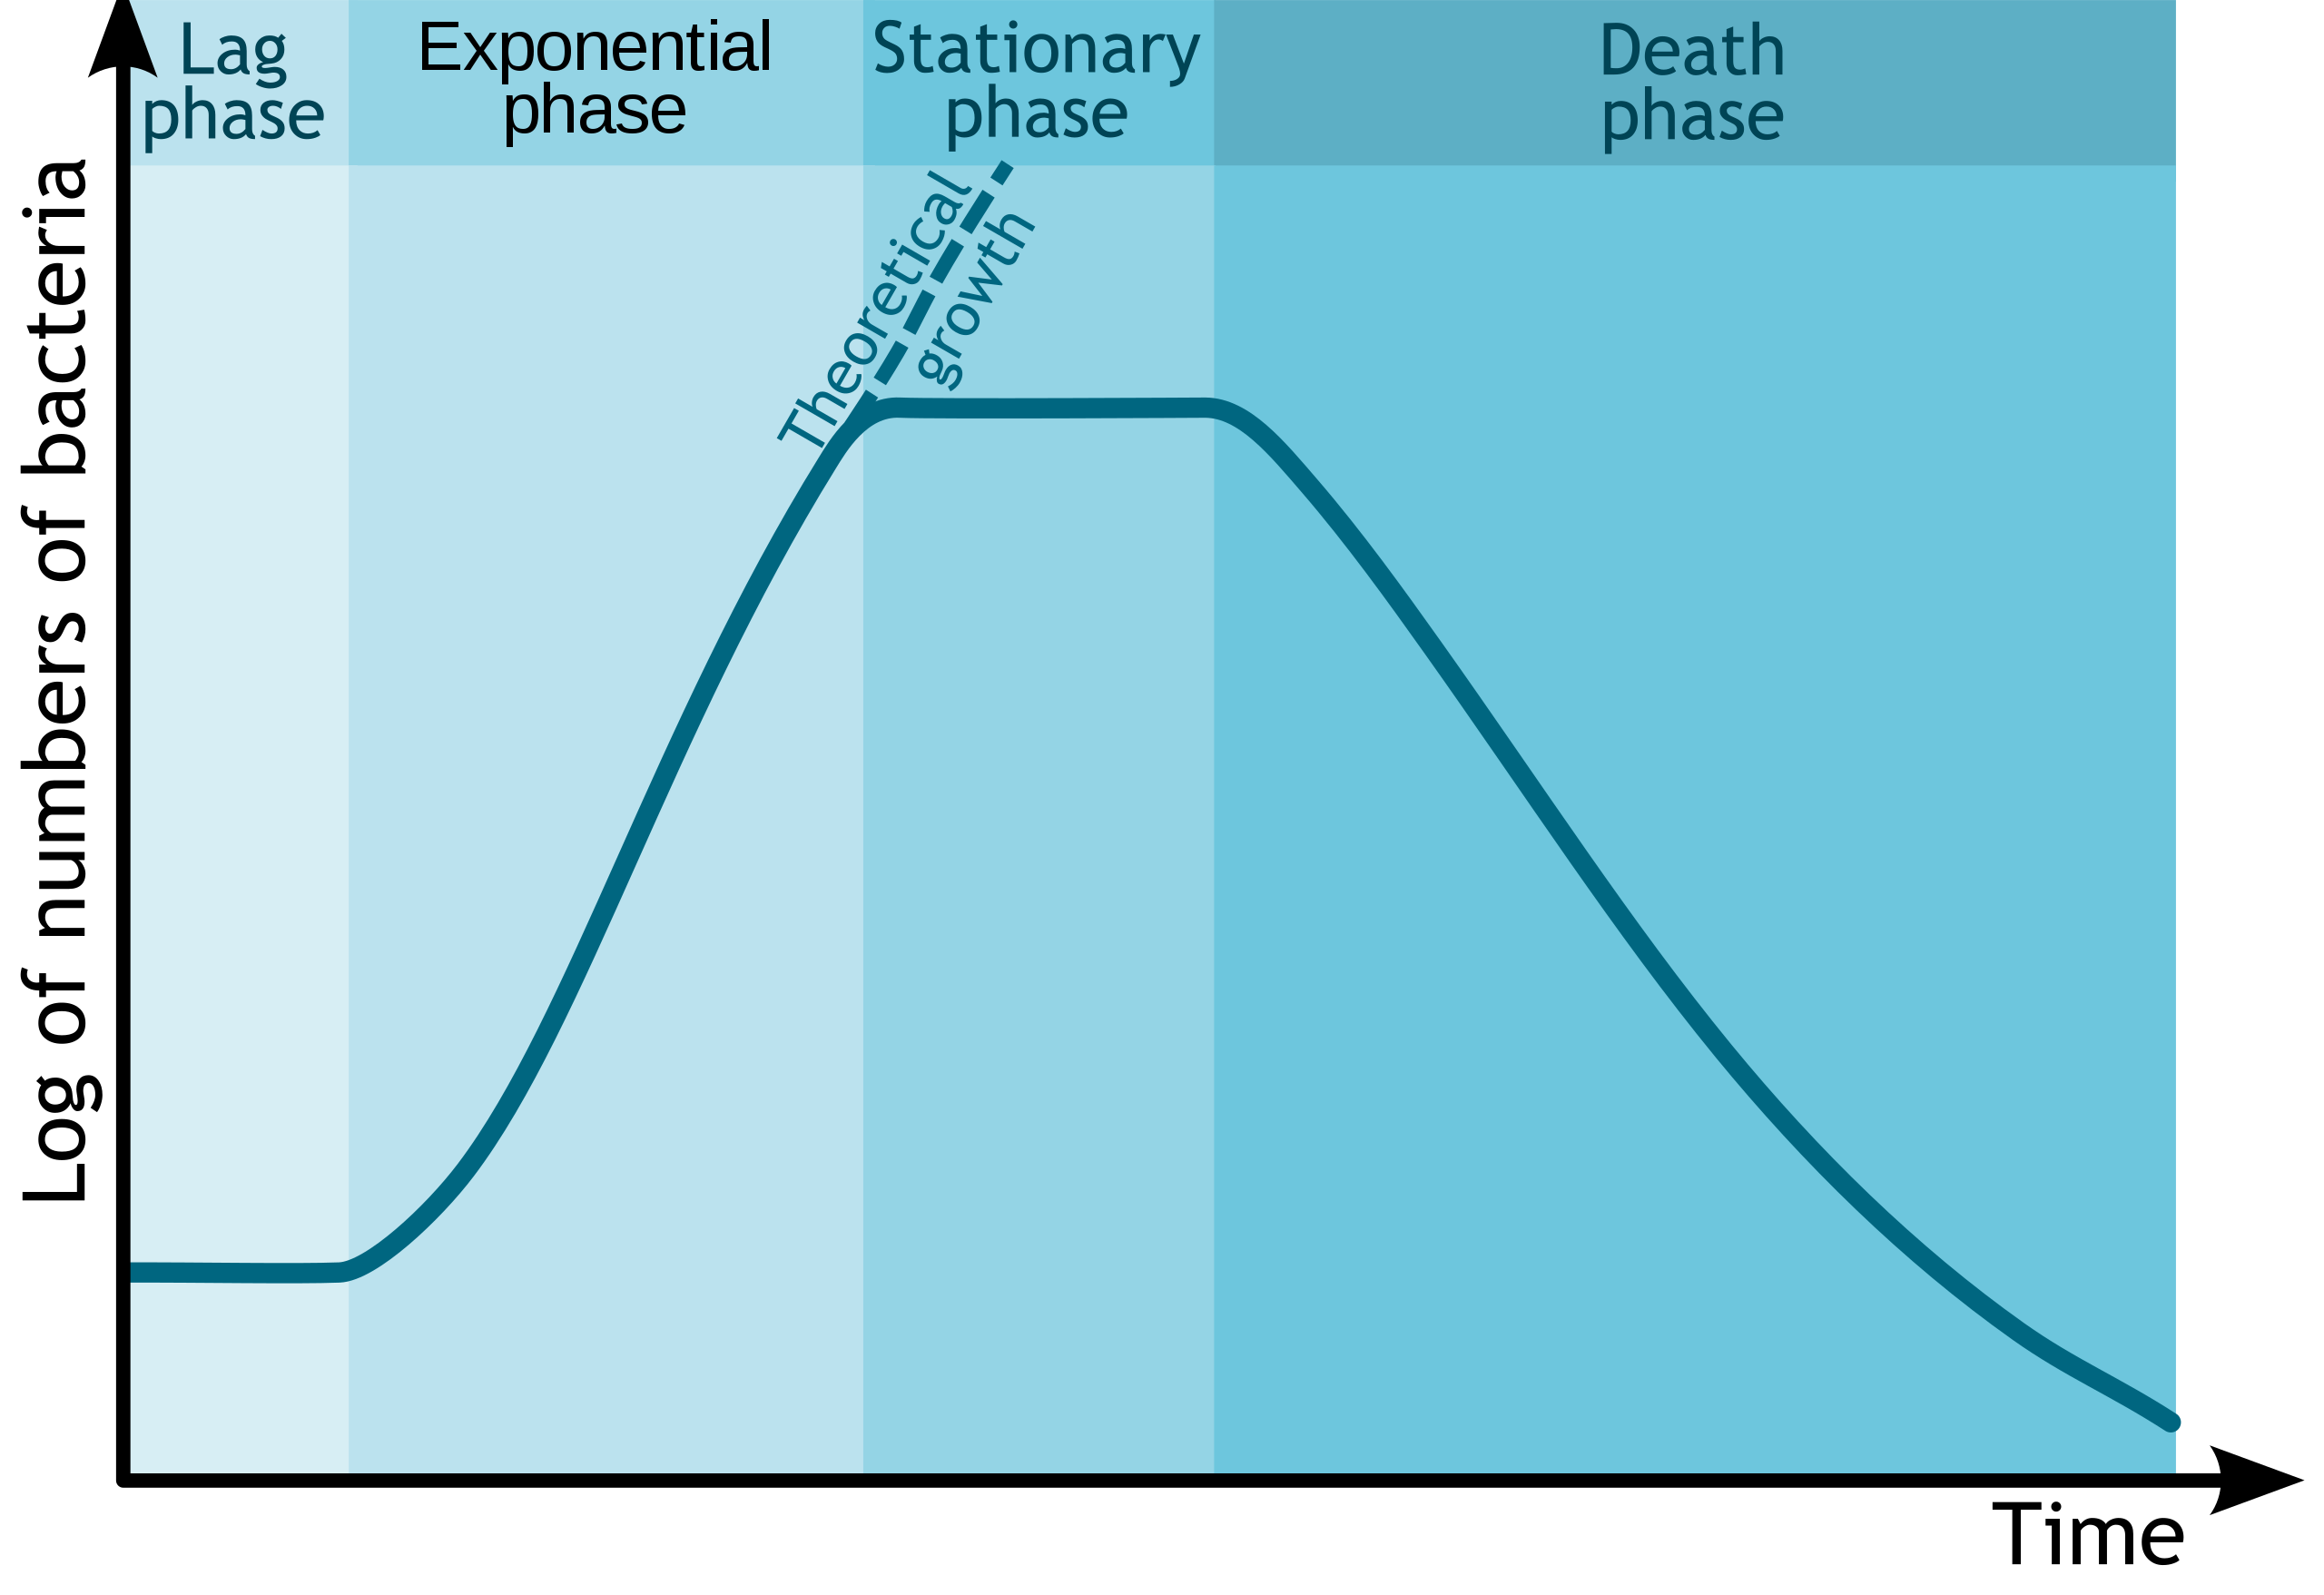 Lag
phase
Exponential
phase
Stationary
phase
Death
phase
Log of numbers of bacteria
Theoretical
growth
Time